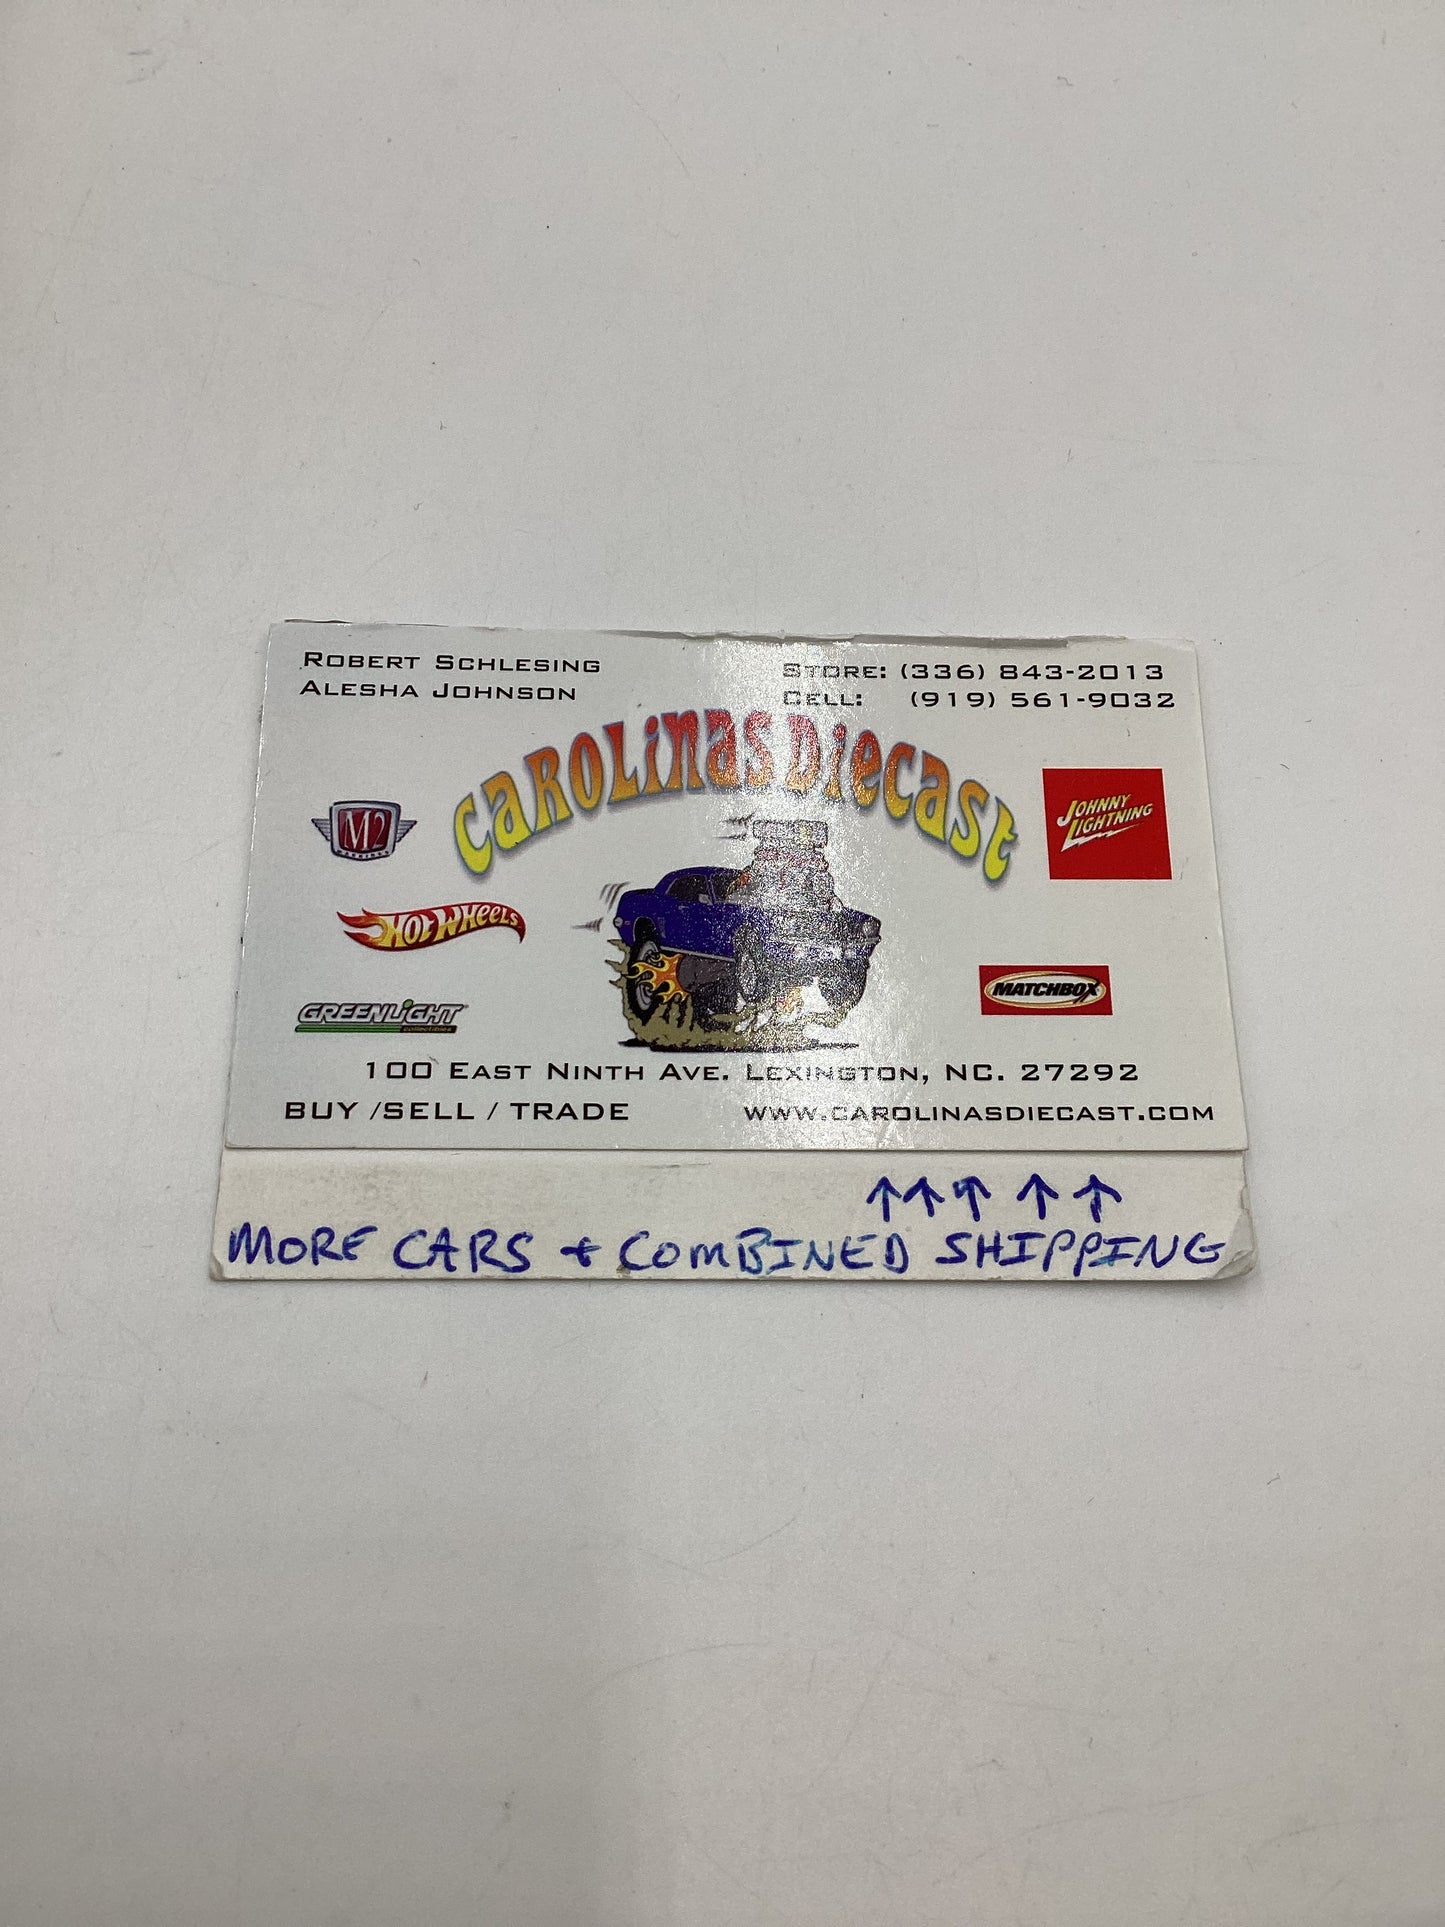 ROBERT SCHLESING
ALESHA JOHNSON
STORE: (336) 843-2013
CELL: (919) 561-9032
CAROLINAS DIECAST
M2
MACHINES
JOHNNY
LIGHTNING
HOT WHEELS
MATCHBOX
GREENLIGHT
collectibles
100 EAST NINTH AVE. LEXINGTON, NC. 27292
BUY /SELL / TRADE
WWW.CAROLINASDIECAST.COM
↑↑↑ ↑ ↑
MORE CARS + COMBINED SHIPPING